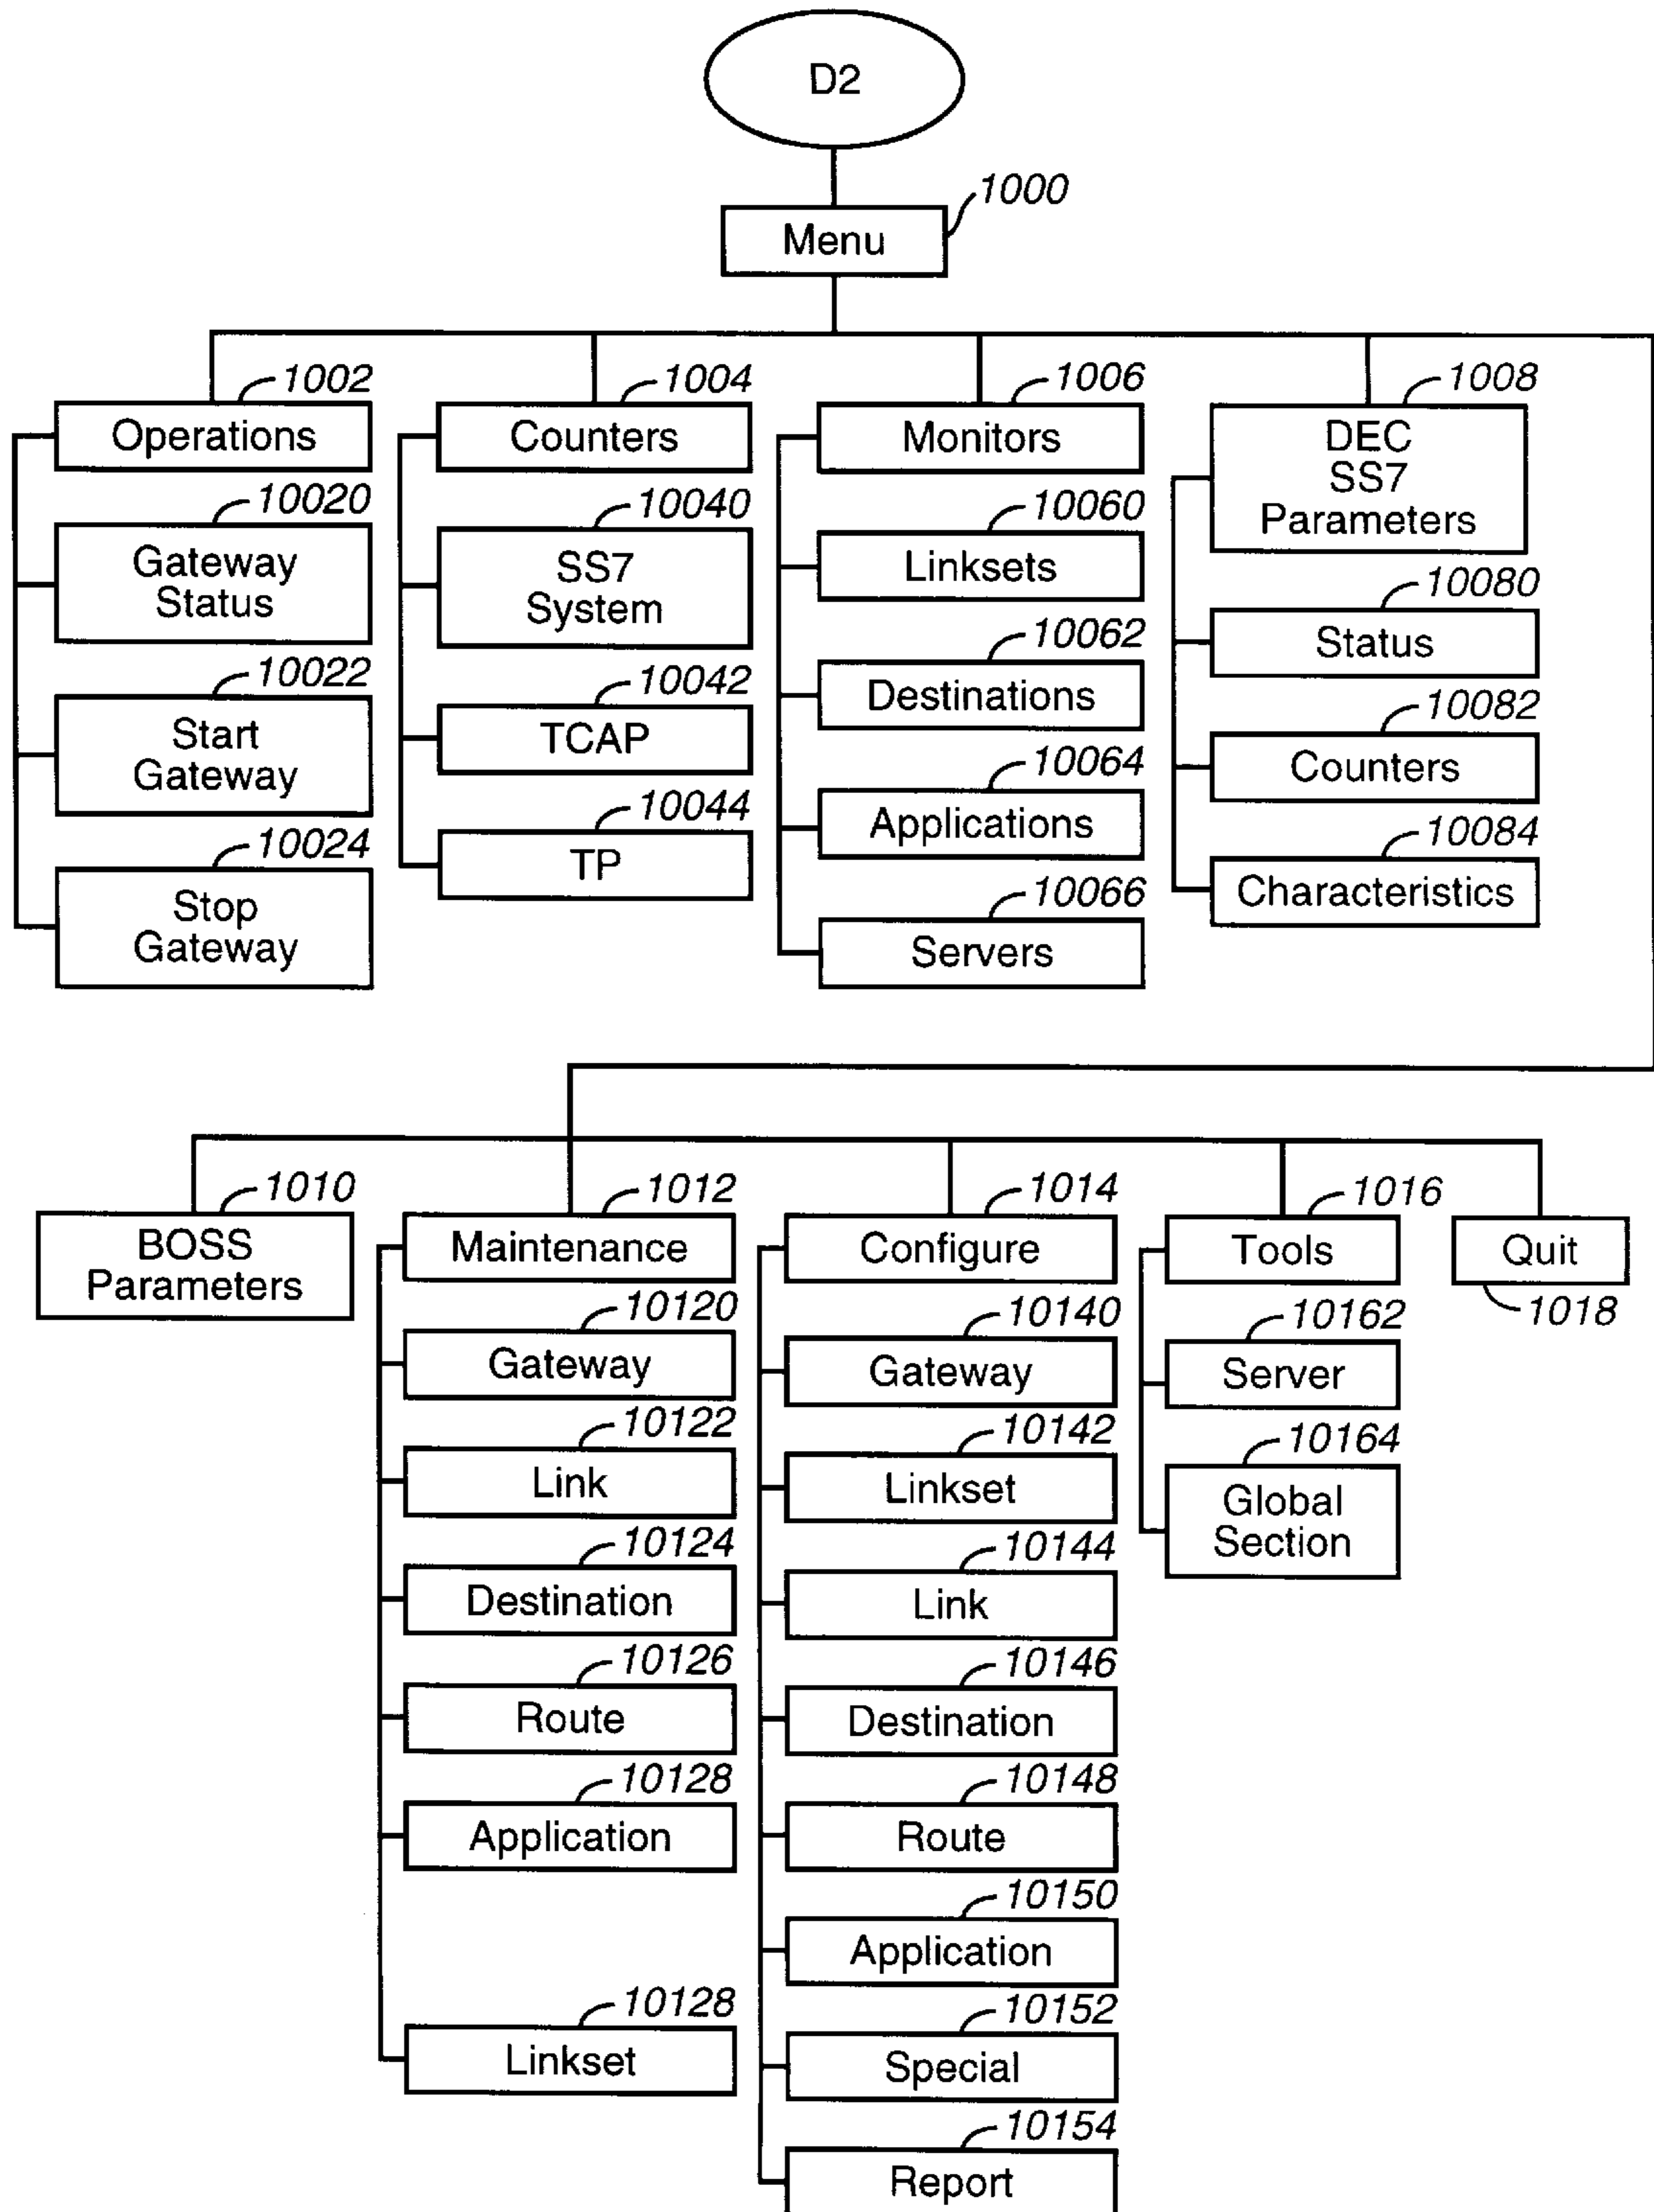 D2
1000
Menu
1002
Operations
10020
Gateway
Status
10022
Start
Gateway
10024
Stop
Gateway
1004
Counters
10040
SS7
System
10042
TCAP
10044
TP
1006
Monitors
10060
Linksets
10062
Destinations
10064
Applications
10066
Servers
1008
DEC
SS7
Parameters
10080
Status
10082
Counters
10084
Characteristics
1010
BOSS
Parameters
1012
Maintenance
10120
Gateway
10122
Link
10124
Destination
10126
Route
10128
Application
10128
Linkset
1014
Configure
10140
Gateway
10142
Linkset
10144
Link
10146
Destination
10148
Route
10150
Application
10152
Special
10154
Report
1016
Tools
10162
Server
10164
Global
Section
Quit
1018